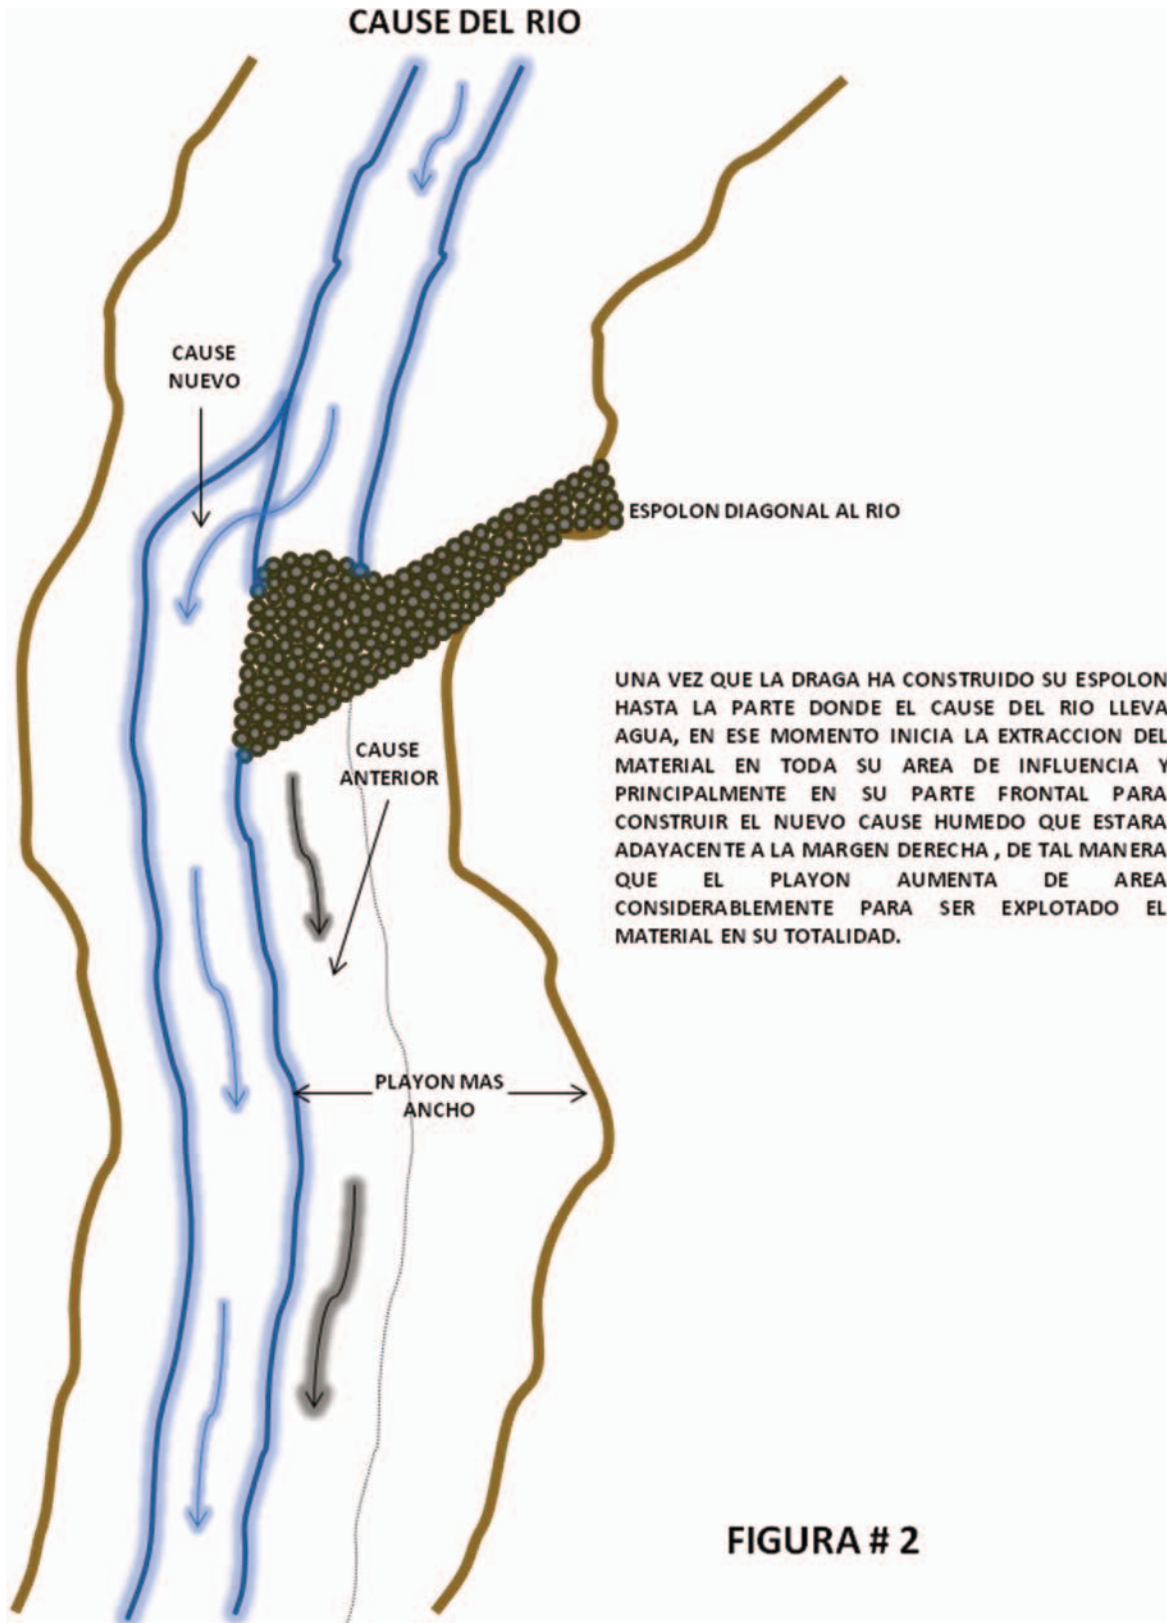 CAUSE DEL RIO
CAUSE
NUEVO
ESPOLON DIAGONAL AL RIO
UNA VEZ QUE LA DRAGA HA CONSTRUIDO SU ESPOLON
HASTA LA PARTE DONDE EL CAUSE DEL RIO LLEVA
AGUA, EN ESE MOMENTO INICIA LA EXTRACCION DEL
MATERIAL EN TODA SU AREA DE INFLUENCIA Y
PRINCIPALMENTE EN SU PARTE FRONTAL PARA
CONSTRUIR EL NUEVO CAUSE HUMEDO QUE ESTARA
ADAYACENTE A LA MARGEN DERECHA , DE TAL MANERA
QUE EL PLAYON AUMENTA DE AREA
CONSIDERABLEMENTE PARA SER EXPLOTADO EL
MATERIAL EN SU TOTALIDAD.
CAUSE
ANTERIOR
PLAYON MAS
ANCHO
FIGURA # 2